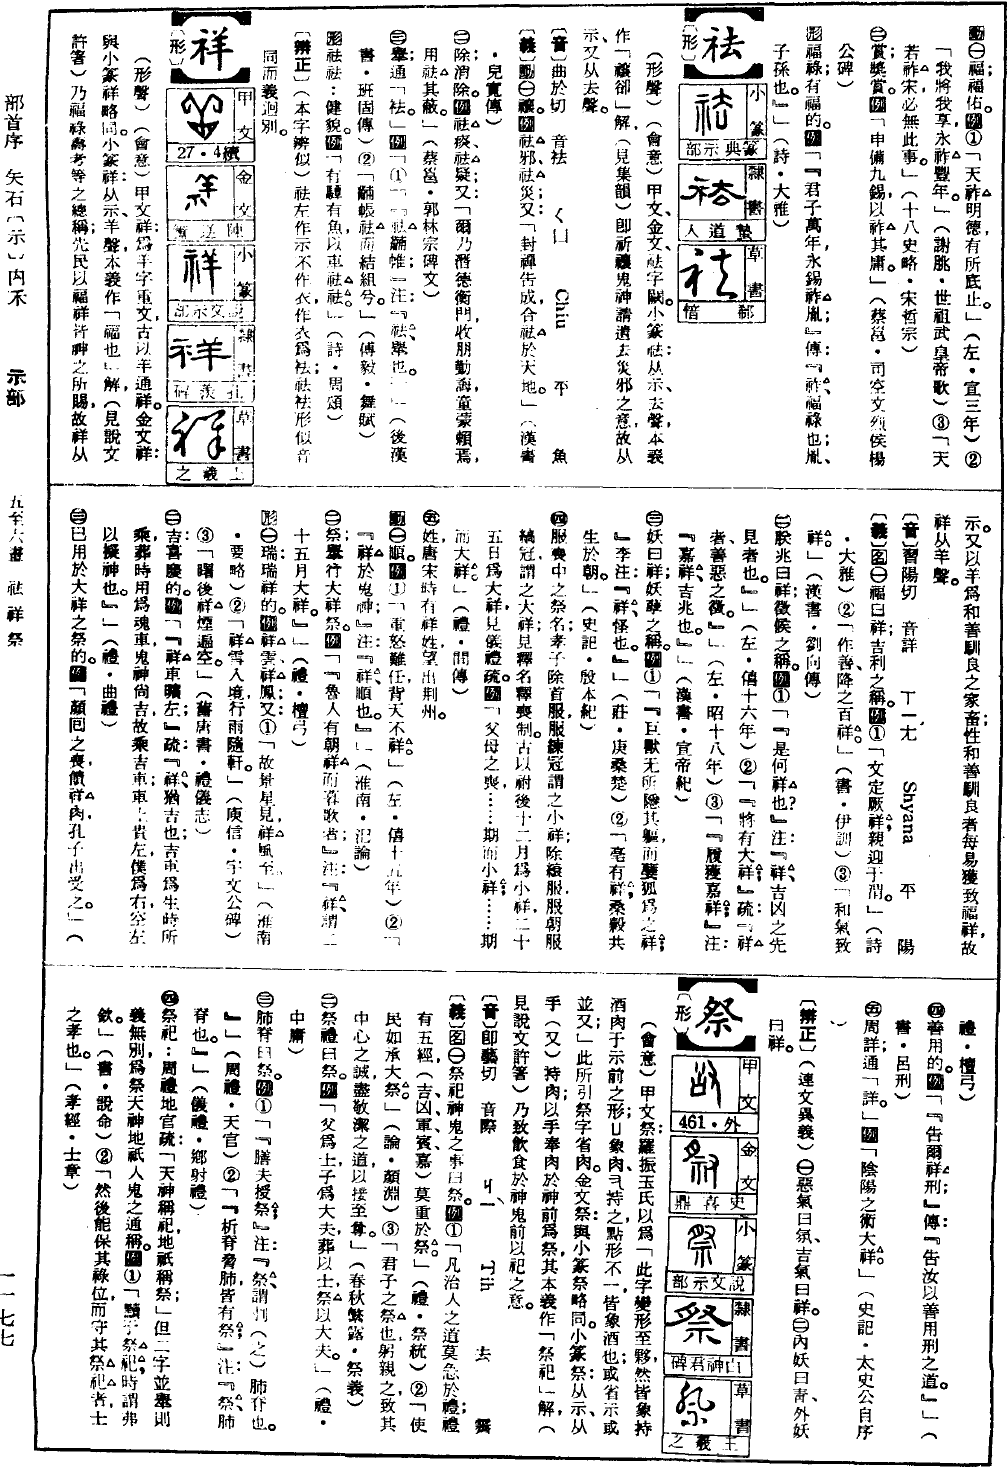 動㊀福;福佑。例①「天祚明德,有所底止。」(左・宣三年)②
「我將我享,永祚豐年。」(謝朓・世祖武皇帝歌)③「天
若祚宋,必無此事。」(十八史略・宋哲宗)
㊁賞;獎賞。例「申備九錫,以祚其庸。」(蔡邕・司空文烈侯楊
公碑)
形福祿;有福的。例「『君子萬年,永錫祚胤。』傳:『祚、福祿也;胤、
子孫也。』」(詩・大雅)
祛
〔形〕
小篆
篆典示部
隸書
蟄道人
草書
郗愔
(形聲)(會意)甲文、金文祛字闕。小篆祛:从示、去聲,本義
作「禳卻」解(見集韻)即祈禳鬼神請遣去災邪之意,故从
示。又从去聲。
〔音〕曲於切 音袪 ㄑㄩ Chiu 平 魚
〔義〕動㊀禳。例祛邪;祛災;又:「封禪告成,合祛於天地。」(漢書
・兒寬傳)
㊁除;消除。例祛痰;祛疑;又:「爾乃潛德衡門,收朋勤誨,童蒙賴焉,
用祛其蔽。」(蔡邕・郭林宗碑文)
㊂舉;通「袪。」例①「『祛黼帷。』注:『祛、舉也。』」(後漢
書・班固傳)②「黼帳祛而結組兮。」(傅毅・舞賦)
形祛祛:健貌。例「有驔有魚,以車祛祛。」(詩・周頌)
〔辨正〕(本字辨似)祛左作示不作衣,作衣爲袪;祛袪形似音
同而義迥別。
祥
〔形〕
甲文
27・4續
金文
陳逆簠
小篆
說文示部
隸書
孔羨碑
草書
王羲之
(形聲)(會意)甲文祥:爲羊字重文,古以羊通祥。金文祥:
與小篆祥略同。小篆祥:从示、羊聲,本義作「福也」解,(見說文
許箸)乃福祿壽考等之總稱;先民以福祥皆神之所賜,故祥从
示。又以羊爲和善馴良之家畜,性和善馴良者每易獲致福祥,故
祥从羊聲。
〔音〕習陽切 音詳 ㄒㄧㄤ Shyana 平 陽
〔義〕名㊀福曰祥;吉利之稱。例①「文定厥祥,親迎于渭。」(詩
・大雅)②「作善,降之百祥。」(書・伊訓)③「和氣致
祥。」(漢書・劉向傳)
㊁朕兆曰祥;徵候之稱。例①「『是何祥也?』注:『祥、吉凶之先
見者也。』」(左・僖十六年)②「『將有大祥。』疏:『祥
者,善惡之徵。』」(左・昭十八年)③「『履獲嘉祥。』注:
『嘉祥、吉兆也。』」(漢書・宣帝紀)
㊂妖曰祥;妖孽之稱。例①「『巨獸无所隱其軀,而㜸狐爲之祥。
』李注:『祥、怪也。』」(莊・庚桑楚)②「亳有祥,桑榖共
生於朝。」(史記・殷本紀)
㊃服喪中之祭名;孝子除首服,服練冠謂之小祥;除縗服,服朝服
縞冠謂之大祥,見釋名釋喪制。古以祔後十二月爲小祥,二十
五日爲大祥,見儀禮疏。例「父母之喪,……期而小祥;……期
而大祥。」(禮・間傳)
㊄姓,唐宋時有祥姓,望出荆州。
動㊀順。例①「重怒難任,背天不祥。」(左・僖十五年)②「
『祥於鬼神。』注:『祥、順也。』」(淮南・氾論)
㊁祭;舉行大祥祭。例「『魯人有朝祥而暮歌者。』注:『祥、謂二
十五月大祥。』」(禮・檀弓)
形㊀瑞;瑞祥的。例祥雲、祥鳳;又:①「故景星見,祥風至。」(淮南
・要略)②「祥雲入境,行雨隨軒。」(庾信・宇文公碑)
③「曙後祥煙遍空。」(舊唐書・禮儀志)
㊁吉;喜慶的。例「『祥車曠左。』疏:『祥、猶吉也;吉車爲生時所
乘,葬時用爲魂車,鬼神尚吉,故乘吉車;車上貴左,僕爲右,空左
以擬神也。』」(禮・曲禮)
㊂已用於大祥之祭的。例「顏囘之喪,饋祥肉,孔子出受之。」(
禮・檀弓)
㊃善用的。例「『告爾祥刑。』傳:『告汝以善用刑之道。』」(
書・呂刑)
㊄周詳;通「詳。」例「陰陽之術大祥。」(史記・太史公自序
)
〔辨正〕(連文異義)㊀惡氣曰氛,吉氣曰祥。㊁內妖曰眚,外妖
曰祥。
祭
〔形〕
甲文
461・外
金文
史喜鼎
小篆
說文示部
隸書
白神君碑
草書
王羲之
(會意)甲文祭:羅振玉氏以爲「此字變形至夥,然皆象持
酒肉于示前之形;∪象肉,⺕持之,點形不一,皆象酒也;或省示,或
並又」;此所引祭字省肉。金文祭:與小篆祭略同。小篆祭:从示,从
手(又)持肉,以手奉肉於神前爲祭,其本義作「祭祀」解,(
見說文許箸)乃致飲食於神鬼前以祀之意。
〔音〕卽藝切 音際 ㄐㄧ Tih 去 霽
〔義〕名㊀祭祀神鬼之事曰祭。例①「凡治人之道,莫急於禮;禮
有五經,(吉、凶、軍、賓、嘉)莫重於祭。」(禮・祭統)②「使
民如承大祭。」(論・顏淵)③「君子之祭也,躬親之,致其
中心之誠,盡敬潔之道,以接至尊。」(春秋繁露・祭義)
㊁祭禮曰祭。例「父爲士,子爲大夫,葬以士,祭以大夫。」(禮・
中庸)
㊂肺脊曰祭。例①「『膳夫授祭。』注:『祭、謂刌(之)肺脊也。
』」(周禮・天官)②「『折脊脅肺,皆有祭。』注:『祭、肺
脊也。』」(儀禮・鄉射禮)
㊃祭祀:周禮地官疏:「天神稱祀,地祇稱祭」;但二字並舉,則
義無別,爲祭天神地祇人鬼之通稱。例①「黷于祭祀,時謂弗
欽。」(書・說命)②「然後能保其祿位,而守其祭祀者,士
之孝也。」(孝經・士章)
部首序 矢石〔示〕内禾 示部 五至六畫 祛祥祭 一一七七